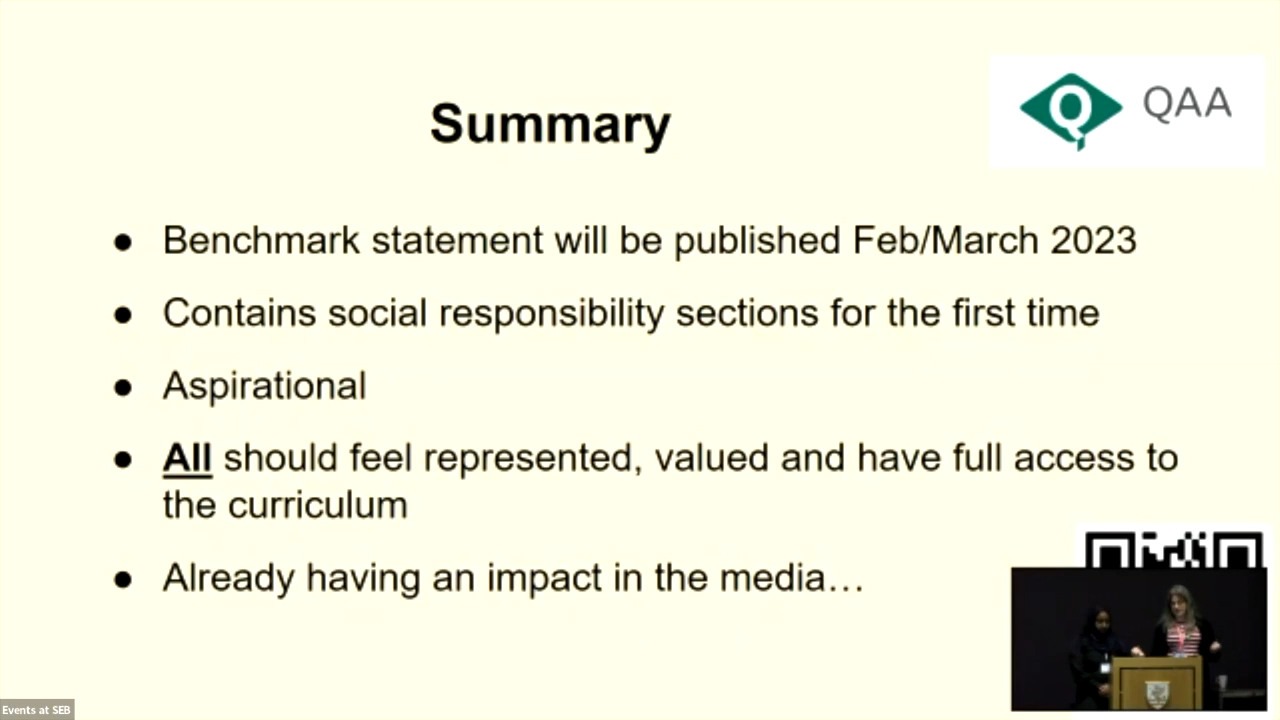 Summary
Q QAA
● Benchmark statement will be published Feb/March 2023
● Contains social responsibility sections for the first time
● Aspirational
● All should feel represented, valued and have full access to
the curriculum
● Already having an impact in the media…
Events at SEB